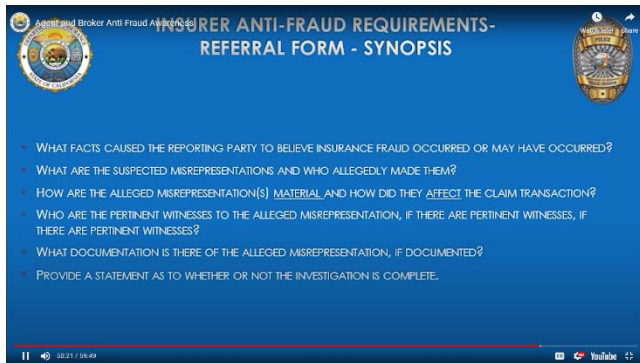 Agent and Broker Anti-Fraud Awareness
INSURER ANTI-FRAUD REQUIREMENTS-
REFERRAL FORM - SYNOPSIS
Watch later
Share
STATE OF CALIFORNIA
POLICE
WHAT FACTS CAUSED THE REPORTING PARTY TO BELIEVE INSURANCE FRAUD OCCURRED OR MAY HAVE OCCURRED?
WHAT ARE THE SUSPECTED MISREPRESENTATIONS AND WHO ALLEGEDLY MADE THEM?
HOW ARE THE ALLEGED MISREPRESENTATION(S) MATERIAL AND HOW DID THEY AFFECT THE CLAIM TRANSACTION?
WHO ARE THE PERTINENT WITNESSES TO THE ALLEGED MISREPRESENTATION, IF THERE ARE PERTINENT WITNESSES, IF
THERE ARE PERTINENT WITNESSES?
WHAT DOCUMENTATION IS THERE OF THE ALLEGED MISREPRESENTATION, IF DOCUMENTED?
PROVIDE A STATEMENT AS TO WHETHER OR NOT THE INVESTIGATION IS COMPLETE.
50:21 / 59:49
YouTube